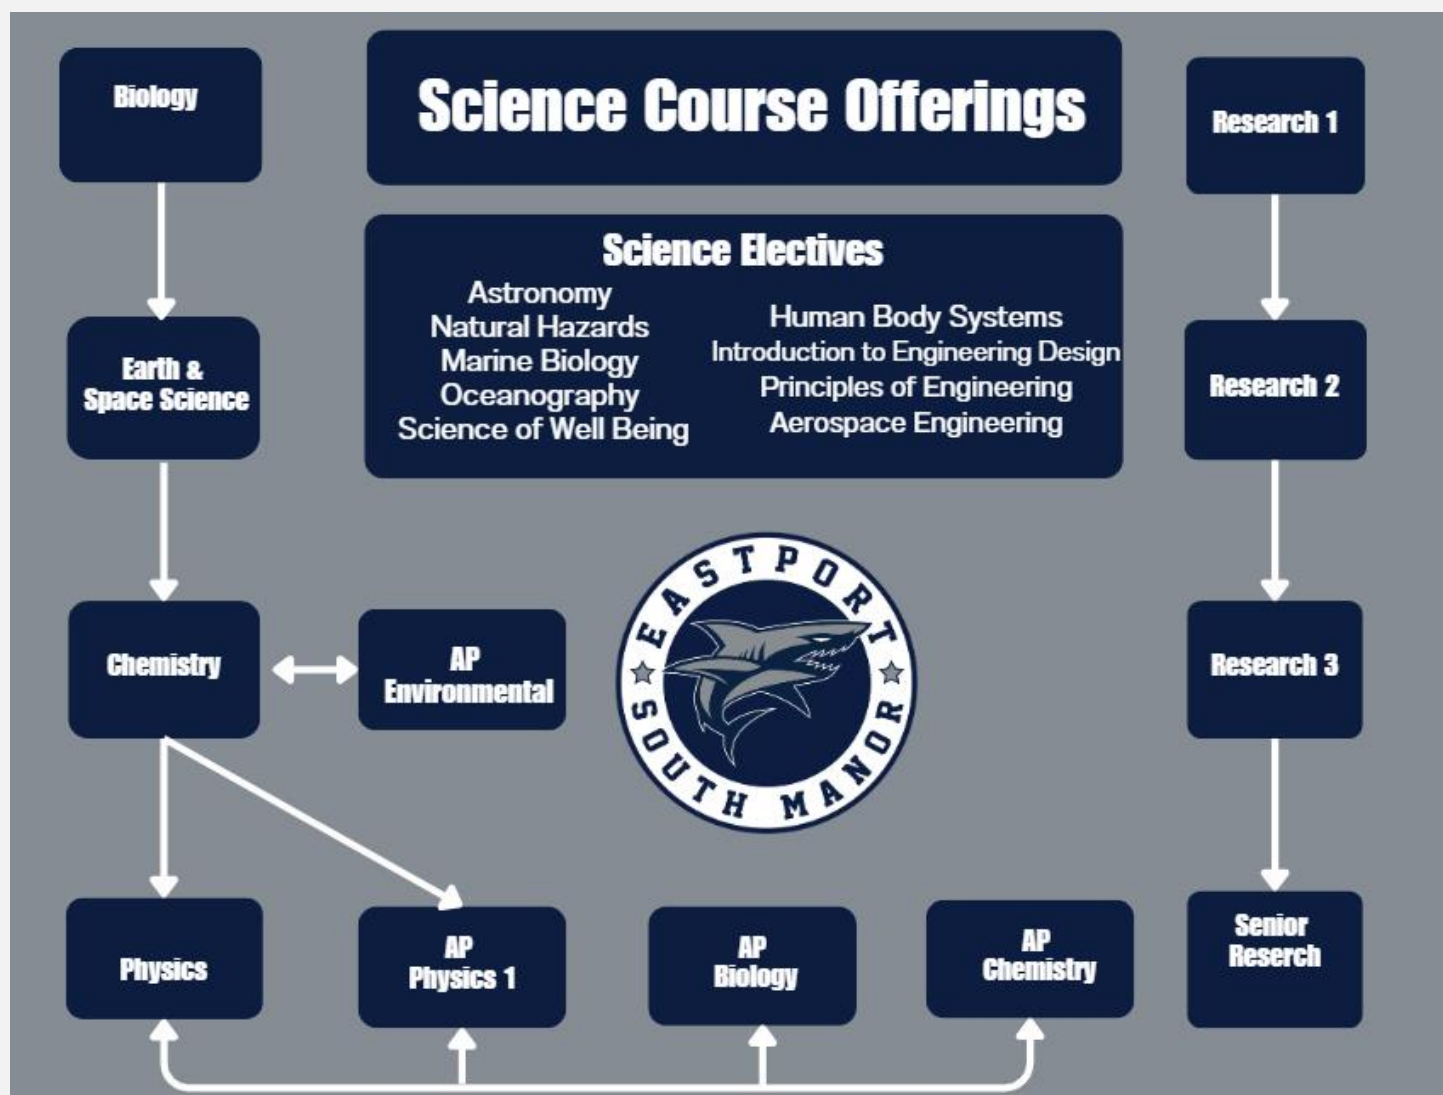 Science Course Offerings
Biology
Earth &
Space Science
Chemistry
AP
Environmental
Physics
AP
Physics 1
AP
Biology
AP
Chemistry
Science Electives
Astronomy
Natural Hazards
Marine Biology
Oceanography
Science of Well Being
Human Body Systems
Introduction to Engineering Design
Principles of Engineering
Aerospace Engineering
EASTPORT
SOUTH MANOR
Research 1
Research 2
Research 3
Senior
Reserch